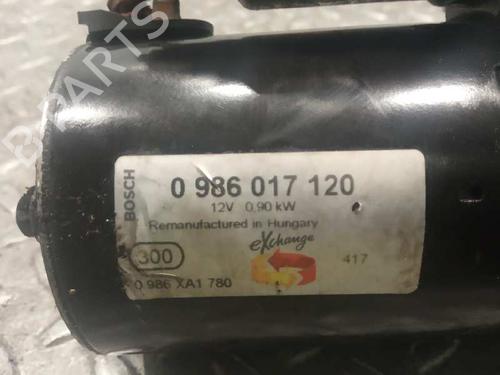 BOSCH
0 986 017 120
12V 0,90 kW
Remanufactured in Hungary
eXchange
300
417
0 986 XA1 780
B-PARTS